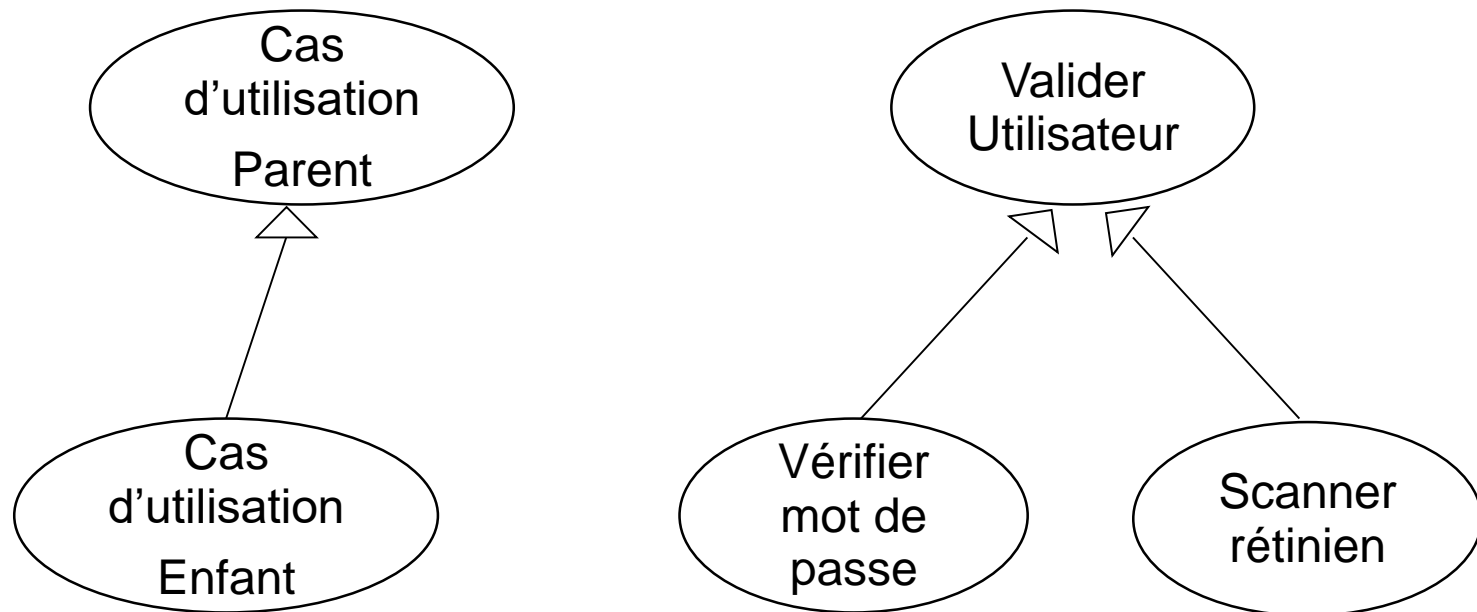 Cas
d’utilisation
Parent
Valider
Utilisateur
Cas
d’utilisation
Enfant
Vérifier
mot de
passe
Scanner
rétinien